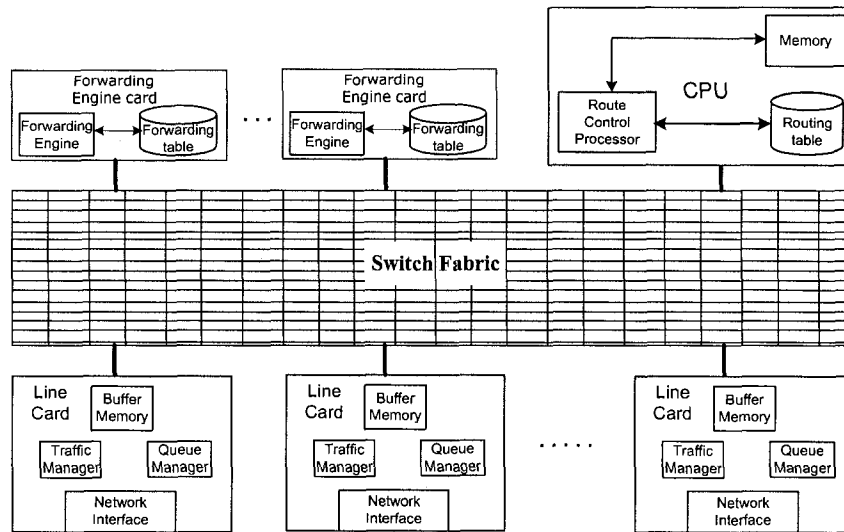 Forwarding
Engine card
Forwarding
Engine
Forwarding
table
. . .
Forwarding
Engine card
Forwarding
Engine
Forwarding
table
Memory
CPU
Route
Control
Processor
Routing
table
Switch Fabric
Line
Card
Buffer
Memory
Traffic
Manager
Queue
Manager
Network
Interface
Line
Card
Buffer
Memory
Traffic
Manager
Queue
Manager
Network
Interface
. . . . .
Line
Card
Buffer
Memory
Traffic
Manager
Queue
Manager
Network
Interface